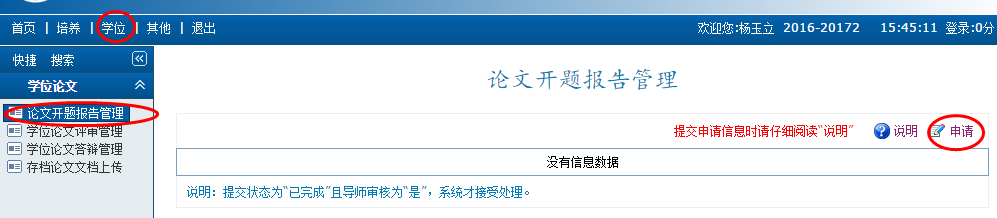 首页 | 培养 | 学位 | 其他 | 退出 欢迎您:杨玉立 2016-20172 15:45:11 登录:0分
快捷 搜索
学位论文
论文开题报告管理
学位论文评审管理
学位论文答辩管理
存档论文文档上传
论文开题报告管理
提交申请信息时请仔细阅读“说明” 说明 申请
没有信息数据
说明：提交状态为“已完成”且导师审核为“是”，系统才接受处理。